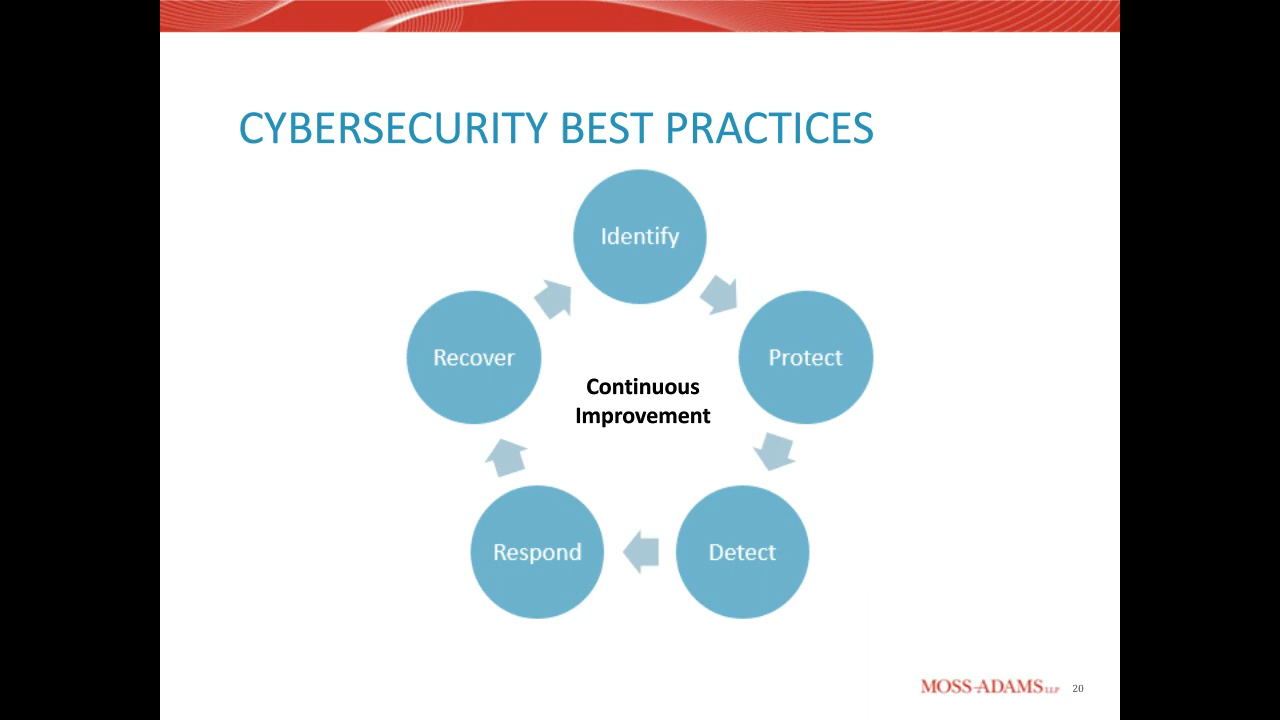 CYBERSECURITY BEST PRACTICES
Identify
Recover
Protect
Continuous
Improvement
Respond
Detect
MOSS-ADAMS LLP
20